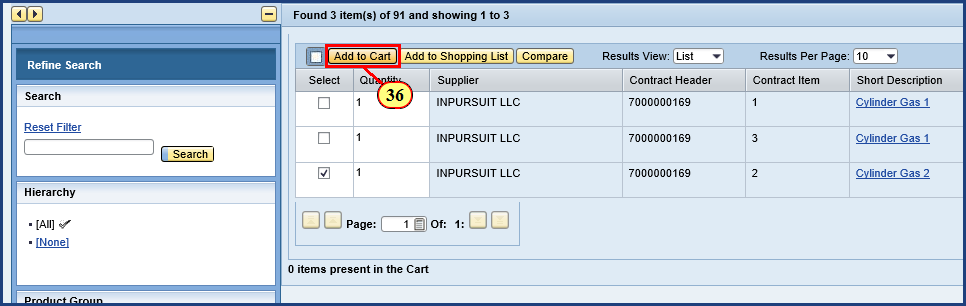 Found 3 item(s) of 91 and showing 1 to 3
Refine Search
Search
Reset Filter
Search
Hierarchy
[All]
[None]
Product Group
Add to Cart Add to Shopping List Compare Results View: List Results Per Page: 10
Select Quantity Supplier Contract Header Contract Item Short Description
36
1 INPURSUIT LLC 7000000169 1 Cylinder Gas 1
1 INPURSUIT LLC 7000000169 3 Cylinder Gas 1
1 INPURSUIT LLC 7000000169 2 Cylinder Gas 2
Page: 1 Of: 1:
0 items present in the Cart